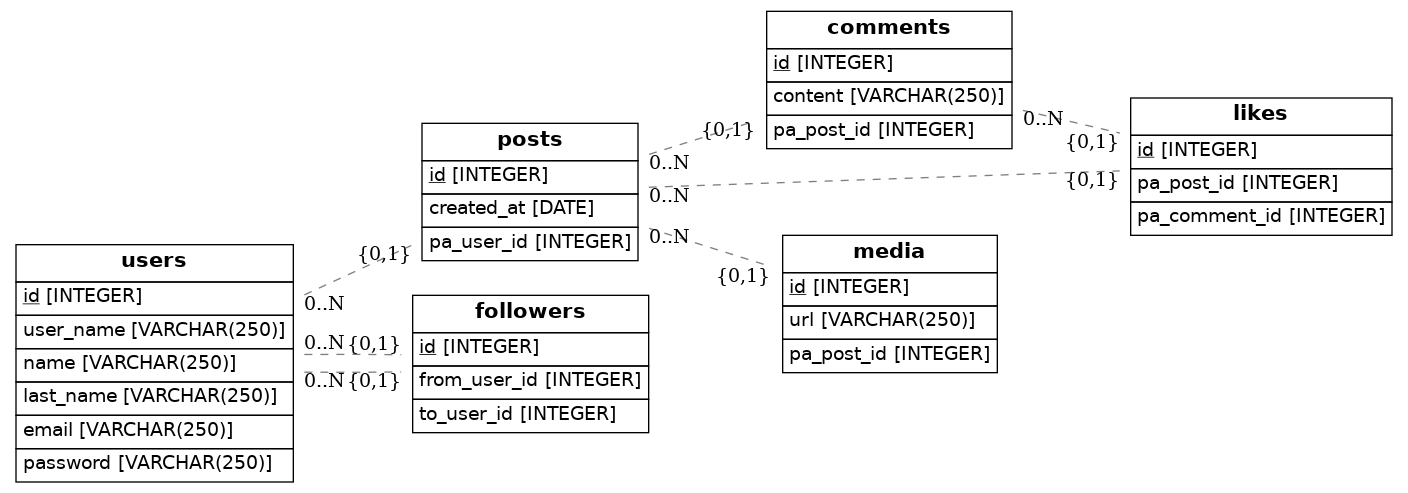 users
id [INTEGER]
user_name [VARCHAR(250)]
name [VARCHAR(250)]
last_name [VARCHAR(250)]
email [VARCHAR(250)]
password [VARCHAR(250)]
{0,1}
0..N
0..N {0,1}
0..N {0,1}
posts
id [INTEGER]
created_at [DATE]
pa_user_id [INTEGER]
followers
id [INTEGER]
from_user_id [INTEGER]
to_user_id [INTEGER]
{0,1}
0..N
0..N
{0,1}
0..N
{0,1}
comments
id [INTEGER]
content [VARCHAR(250)]
pa_post_id [INTEGER]
media
id [INTEGER]
url [VARCHAR(250)]
pa_post_id [INTEGER]
0..N
{0,1}
likes
id [INTEGER]
pa_post_id [INTEGER]
pa_comment_id [INTEGER]